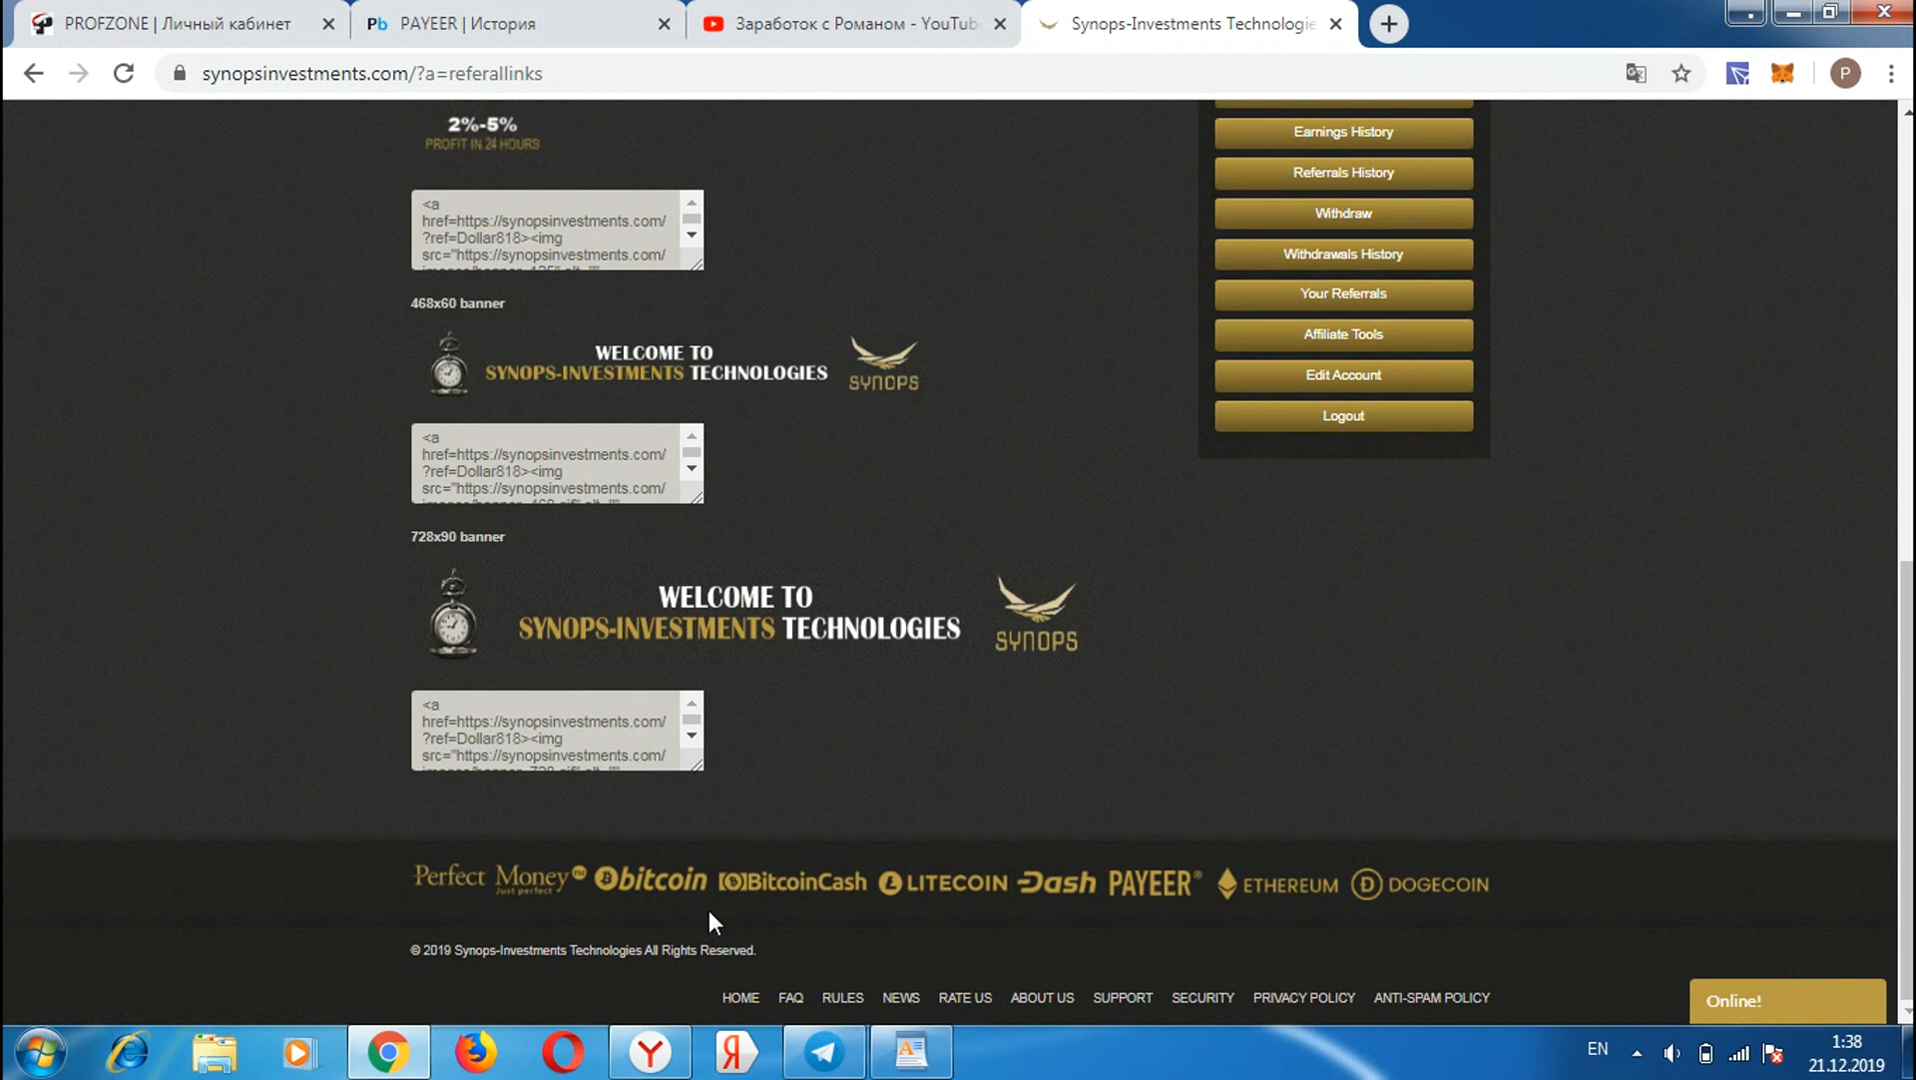 PROFZONE | Личный кабинет
Pb PAYEER | История
Заработок с Романом - YouTub
Synops-Investments Technologie
synopsinvestments.com/?a=referallinks
P
2%-5%
PROFIT IN 24 HOURS
<a
href=https://synopsinvestments.com/
?ref=Dollar818><img
src="https://synopsinvestments.com/
468x60 banner
WELCOME TO
SYNOPS-INVESTMENTS TECHNOLOGIES
SYNOPS
<a
href=https://synopsinvestments.com/
?ref=Dollar818><img
src="https://synopsinvestments.com/
728x90 banner
WELCOME TO
SYNOPS-INVESTMENTS TECHNOLOGIES
SYNOPS
<a
href=https://synopsinvestments.com/
?ref=Dollar818><img
src="https://synopsinvestments.com/
Earnings History
Referrals History
Withdraw
Withdrawals History
Your Referrals
Affiliate Tools
Edit Account
Logout
Perfect Money TM bitcoin BitcoinCash LITECOIN Dash PAYEER® ETHEREUM DOGECOIN
Just perfect
© 2019 Synops-Investments Technologies All Rights Reserved.
HOME FAQ RULES NEWS RATE US ABOUT US SUPPORT SECURITY PRIVACY POLICY ANTI-SPAM POLICY
Online!
EN
1:38
21.12.2019